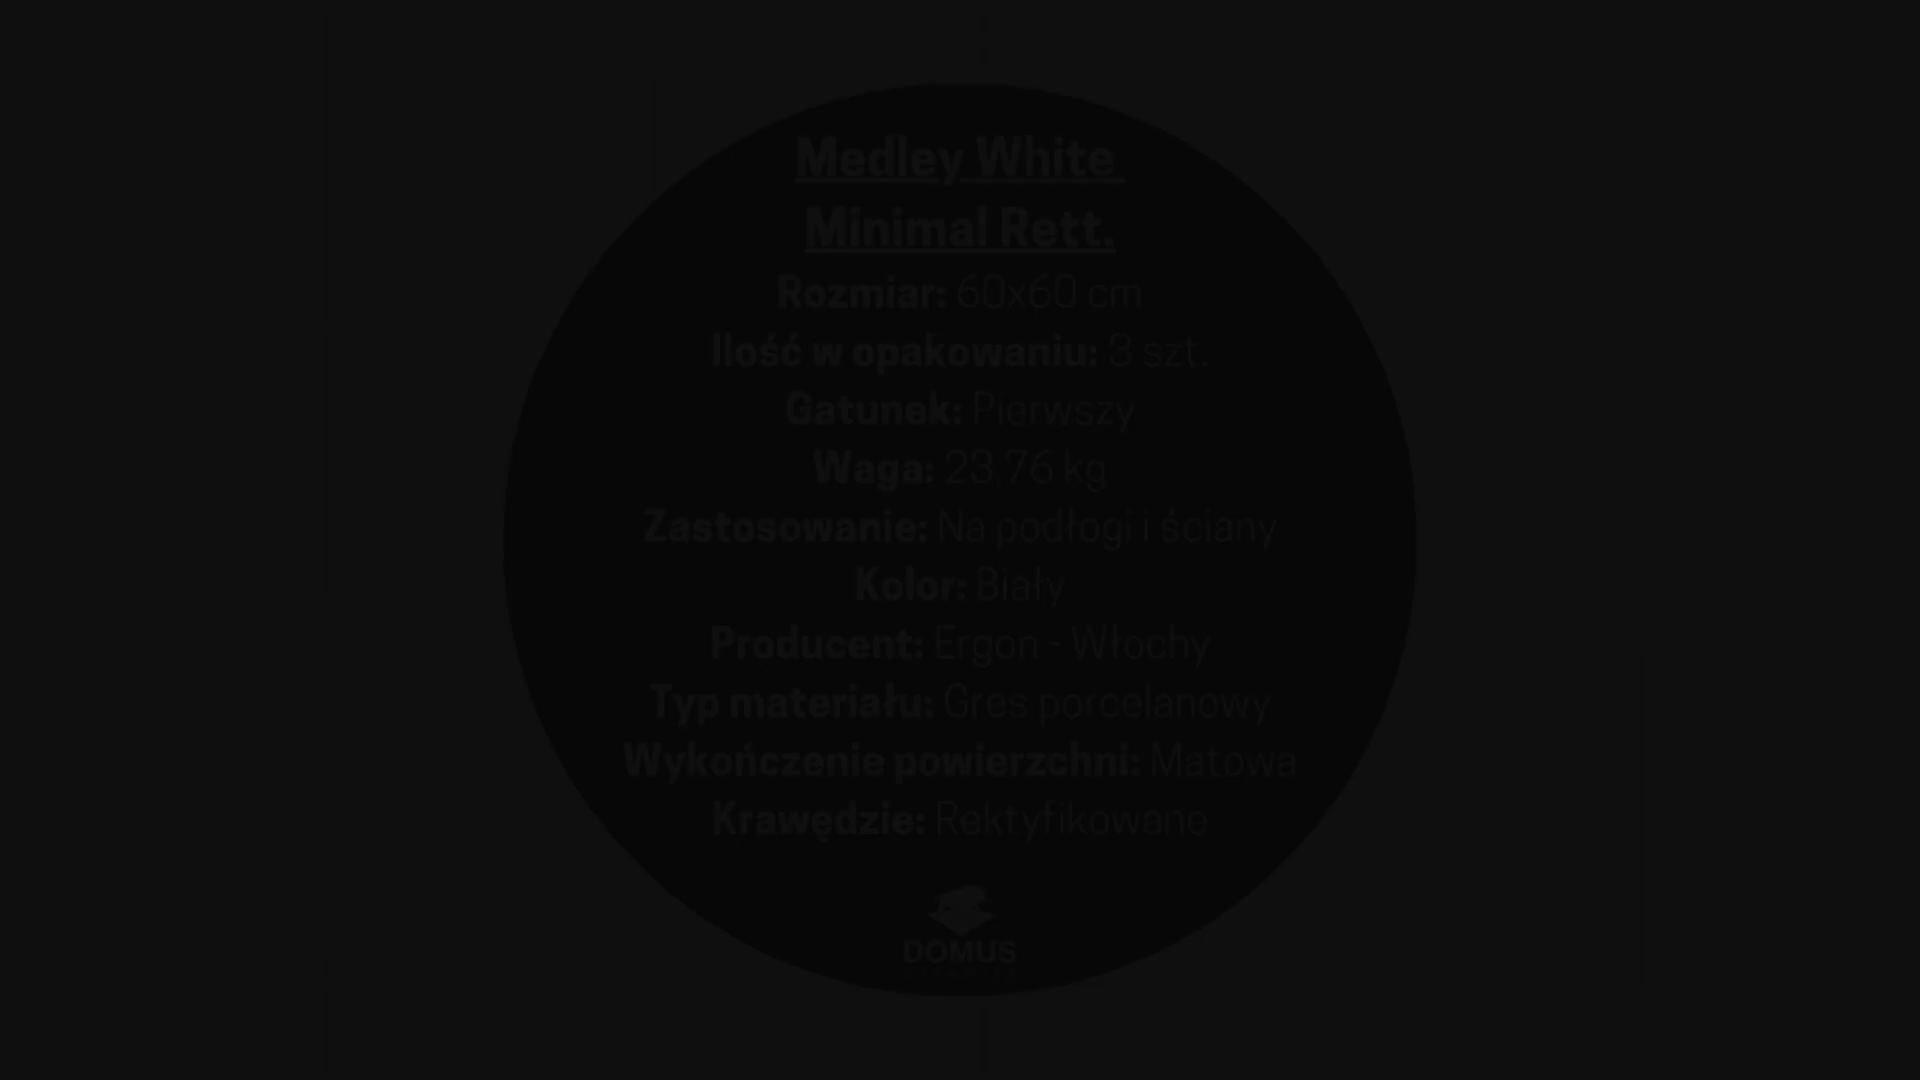 Medley White
Minimal Rett.
Rozmiar: 60x60 cm
Ilość w opakowaniu: 3 szt.
Gatunek: Pierwszy
Waga: 23,76 kg
Zastosowanie: Na podłogi i ściany
Kolor: Biały
Producent: Ergon - Włochy
Typ materiału: Gres porcelanowy
Wykończenie powierzchni: Matowa
Krawędzie: Rektyfikowane
DOMUS